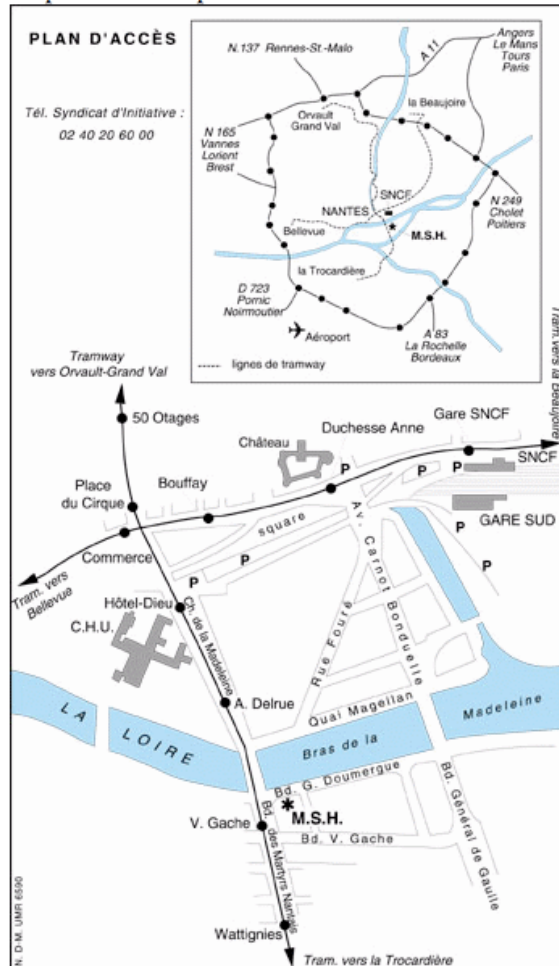 PLAN D'ACCÈS
Tél. Syndicat d'Initiative :
02 40 20 60 00
N.137 Rennes-St.-Malo
A 11
Angers
Le Mans
Tours
Paris
Orvault
Grand Val
la Beaujoire
N 165
Vannes
Lorient
Brest
SNCF
NANTES
M.S.H.
Bellevue
N 249
Cholet
Poitiers
la Trocardière
D 723
Pornic
Noirmoutier
Aéroport
A 83
La Rochelle
Bordeaux
lignes de tramway
Tramway
vers Orvault-Grand Val
Tram. vers la Beaujoire
50 Otages
Gare SNCF
Duchesse Anne
Château
P
P
P
SNCF
Place
du Cirque
Bouffay
square
GARE SUD
Commerce
Av. Carnot Bonduelle
P
P
P
P
Tram. vers
Bellevue
Hôtel-Dieu
C.H.U.
Ch. de la Madeleine
Rue Fouré
A. Delrue
Quai Magellan
LA LOIRE
Bras de la Madeleine
Bd. G. Doumergue
M.S.H.
V. Gache
Bd. V. Gache
Bd. des Martyrs Nantais
Bd. Général de Gaulle
Wattignies
Tram. vers la Trocardière
N. D-M. UMR 6590